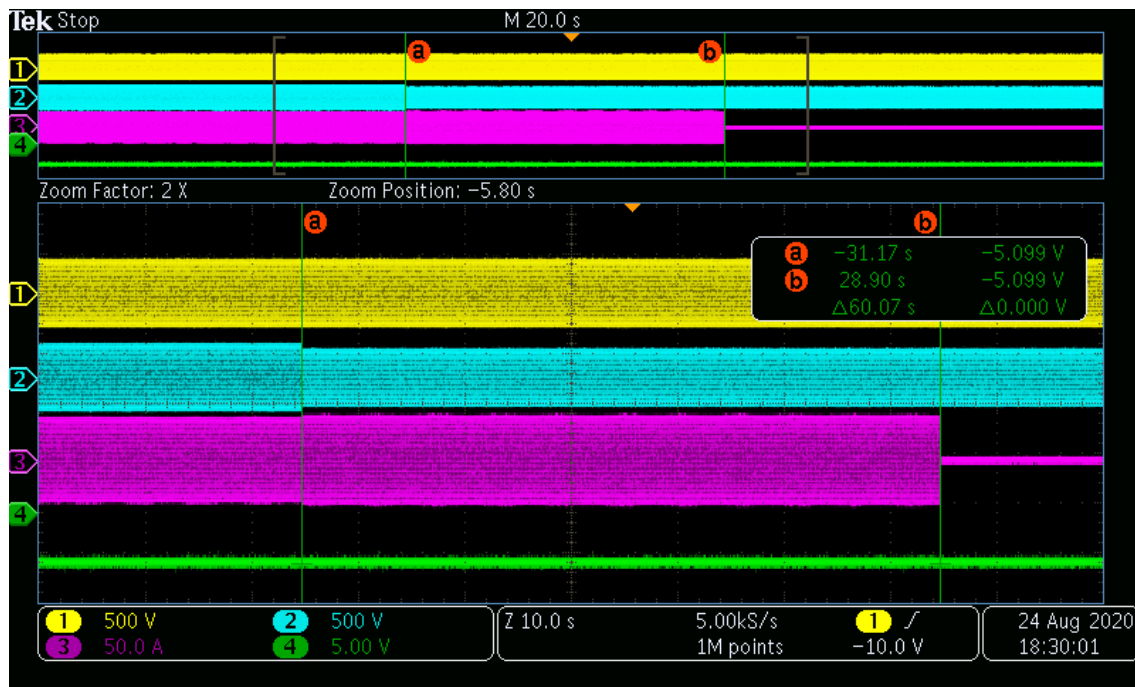 Tek Stop M 20.0 s
a b
1
2
3
4
Zoom Factor: 2 X Zoom Position: −5.80 s
a b
a −31.17 s −5.099 V
b 28.90 s −5.099 V
Δ60.07 s Δ0.000 V
1
2
3
4
1 500 V 2 500 V Z 10.0 s 5.00kS/s 1 24 Aug 2020
3 50.0 A 4 5.00 V 1M points −10.0 V 18:30:01